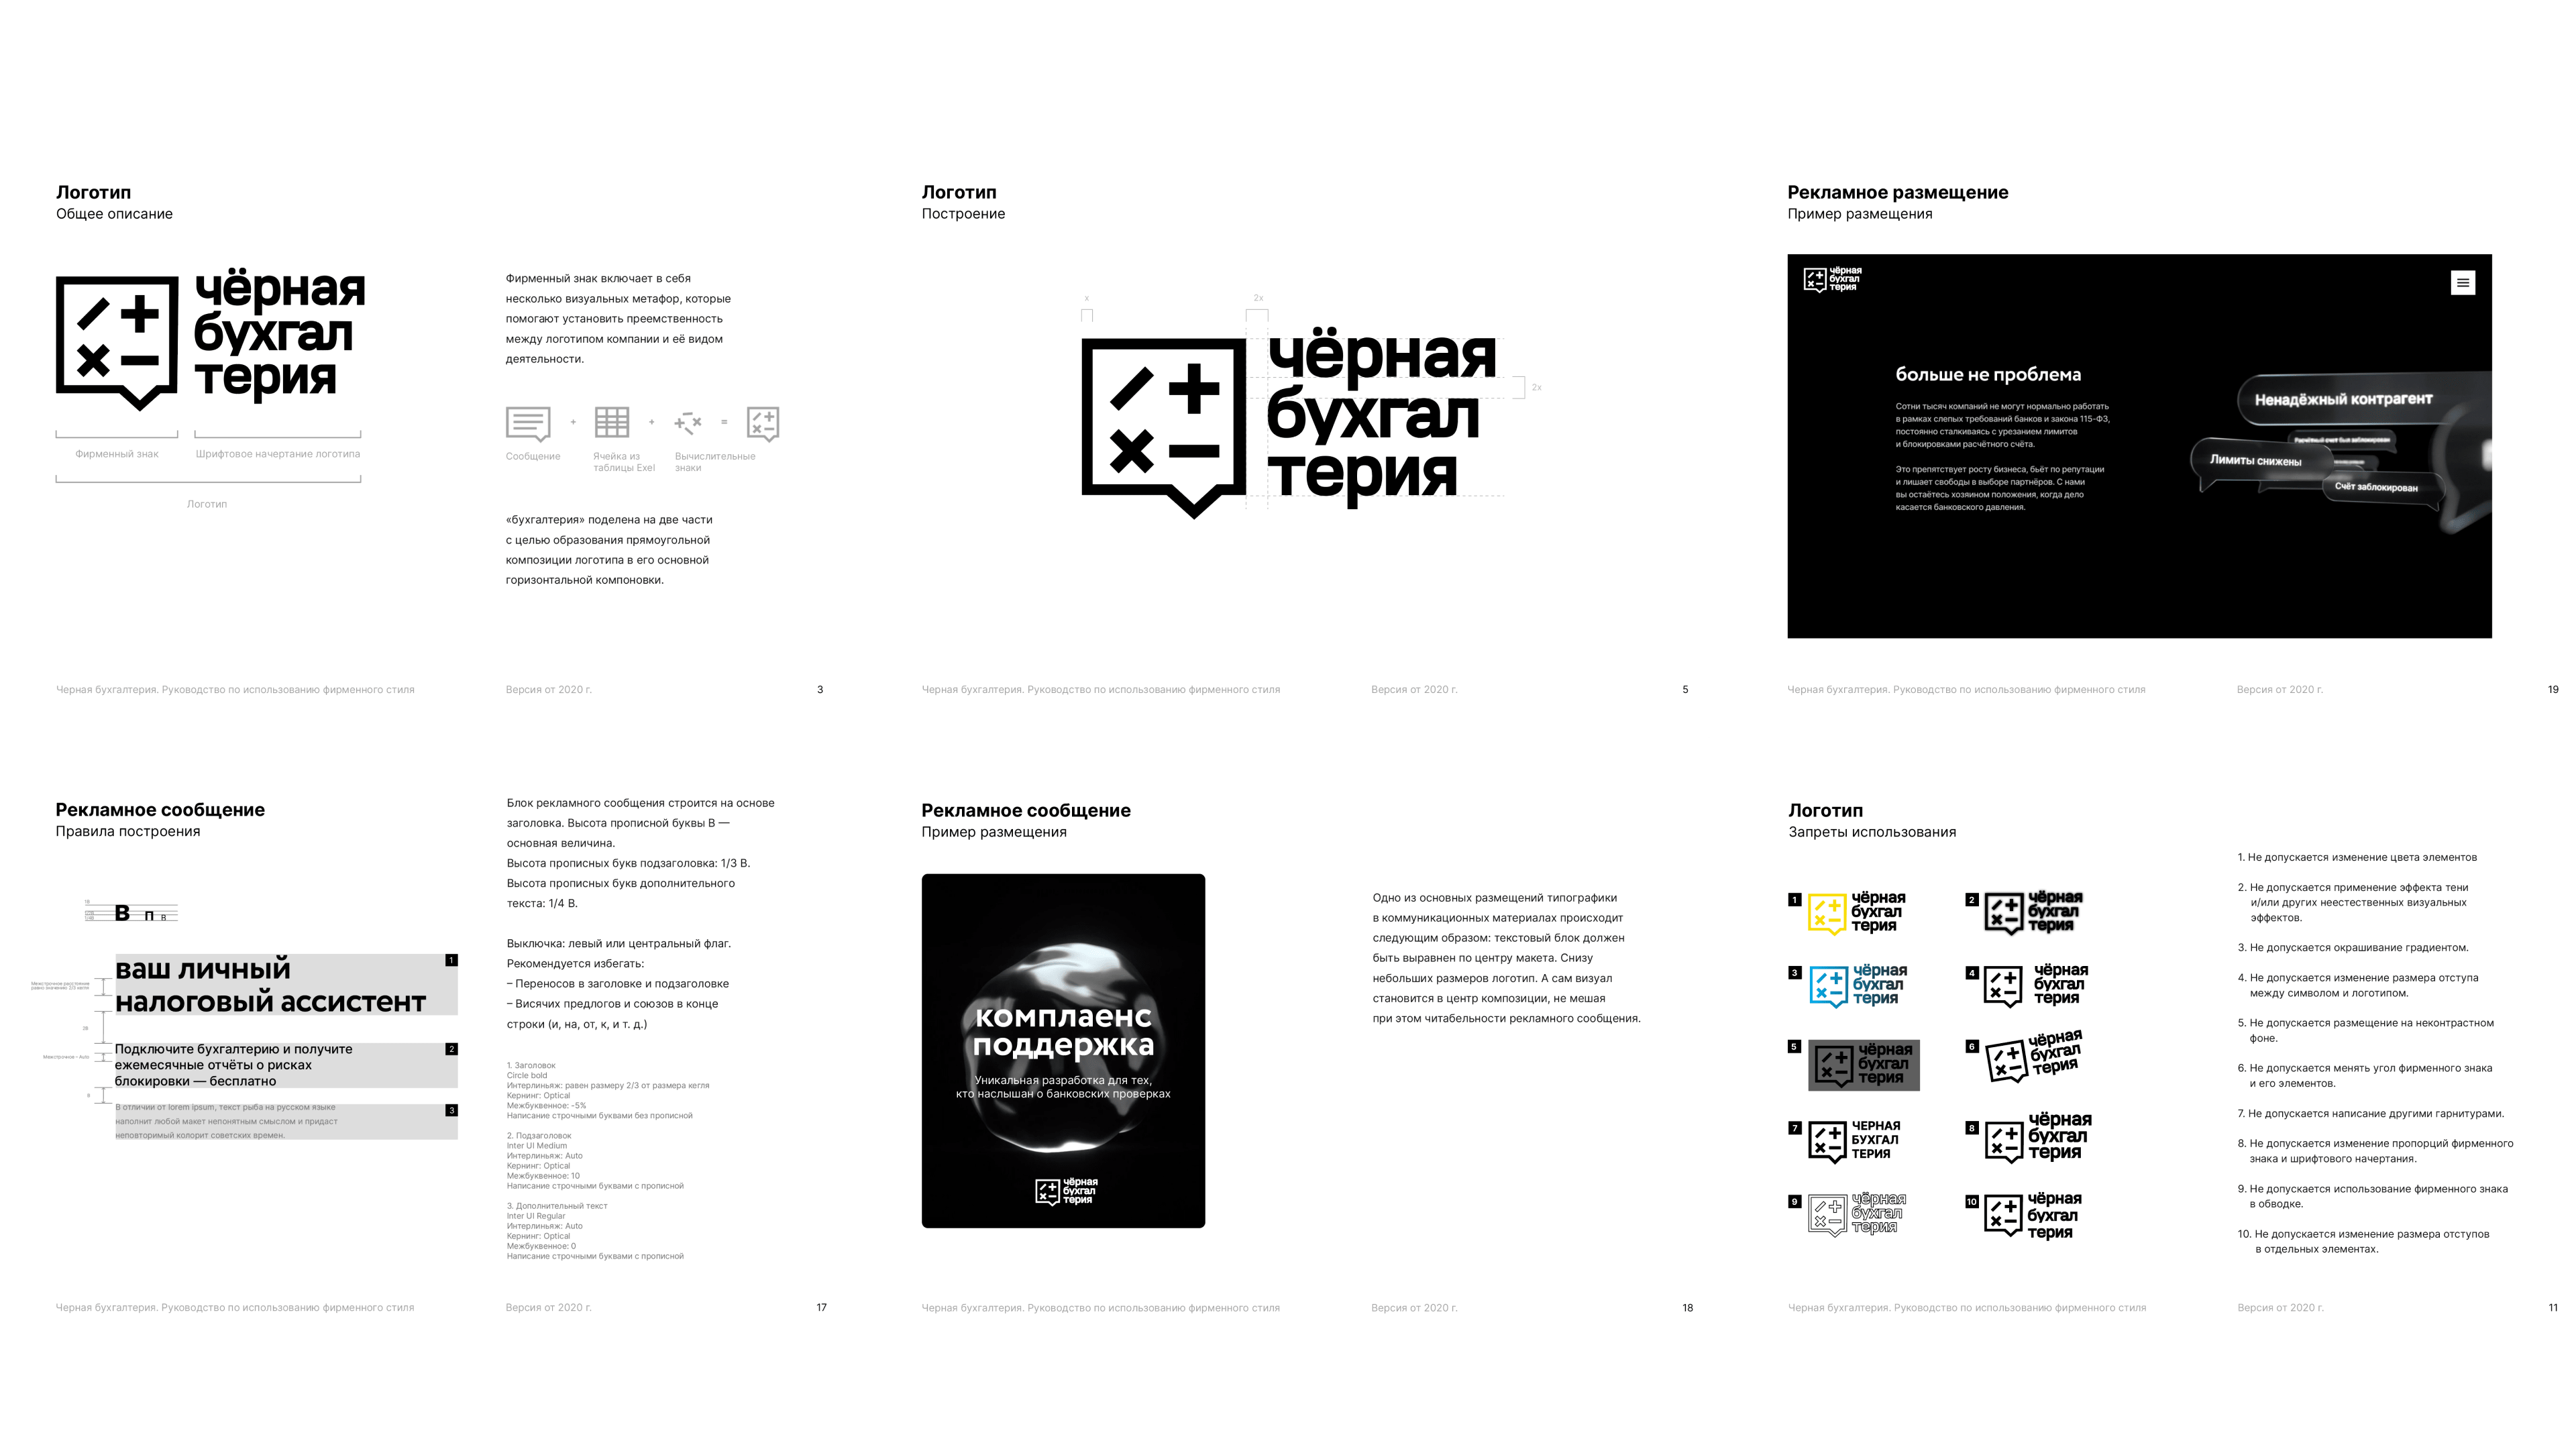 Логотип
Общее описание
чёрная
бухгал
терия
Фирменный знак
Шрифтовое начертание логотипа
Логотип
Фирменный знак включает в себя
несколько визуальных метафор, которые
помогают установить преемственность
между логотипом компании и её видом
деятельности.
+ + =
Сообщение
Ячейка из
таблицы Exel
Вычислительные
знаки
«бухгалтерия» поделена на две части
с целью образования прямоугольной
композиции логотипа в его основной
горизонтальной компоновки.
Черная бухгалтерия. Руководство по использованию фирменного стиля
Версия от 2020 г.
3
Логотип
Построение
x
2x
2x
чёрная
бухгал
терия
Черная бухгалтерия. Руководство по использованию фирменного стиля
Версия от 2020 г.
5
Рекламное размещение
Пример размещения
чёрная
бухгал
терия
больше не проблема
Сотни тысяч компаний не могут нормально работать
в рамках слепых требований банков и закона 115-ФЗ,
постоянно сталкиваясь с урезанием лимитов
и блокировками расчётного счёта.
Это препятствует росту бизнеса, бьёт по репутации
и лишает свободы в выборе партнёров. С нами
вы остаётесь хозяином положения, когда дело
касается банковского давления.
Ненадёжный контрагент
Расчётный счет был заблокирован
Лимиты снижены
Счёт заблокирован
Черная бухгалтерия. Руководство по использованию фирменного стиля
Версия от 2020 г.
19
Рекламное сообщение
Правила построения
В п в
ваш личный
налоговый ассистент
1
Межстрочное расстояние
равно значению 2/3 кегля
2В
Подключите бухгалтерию и получите
ежемесячные отчёты о рисках
блокировки — бесплатно
2
Межстрочное - Auto
В
В отличии от lorem ipsum, текст рыба на русском языке
наполнит любой макет непонятным смыслом и придаст
неповторимый колорит советских времен.
3
Блок рекламного сообщения строится на основе
заголовка. Высота прописной буквы В —
основная величина.
Высота прописных букв подзаголовка: 1/3 В.
Высота прописных букв дополнительного
текста: 1/4 В.
Выключка: левый или центральный флаг.
Рекомендуется избегать:
– Переносов в заголовке и подзаголовке
– Висячих предлогов и союзов в конце
строки (и, на, от, к, и т. д.)
1. Заголовок
Circle bold
Интерлиньяж: равен размеру 2/3 от размера кегля
Кернинг: Optical
Межбуквенное: -5%
Написание строчными буквами без прописной
2. Подзаголовок
Inter UI Medium
Интерлиньяж: Auto
Кернинг: Optical
Межбуквенное: 10
Написание строчными буквами с прописной
3. Дополнительный текст
Inter UI Regular
Интерлиньяж: Auto
Кернинг: Optical
Межбуквенное: 0
Написание строчными буквами с прописной
Черная бухгалтерия. Руководство по использованию фирменного стиля
Версия от 2020 г.
17
Рекламное сообщение
Пример размещения
комплаенс
поддержка
Уникальная разработка для тех,
кто наслышан о банковских проверках
чёрная
бухгал
терия
Одно из основных размещений типографики
в коммуникационных материалах происходит
следующим образом: текстовый блок должен
быть выравнен по центру макета. Снизу
небольших размеров логотип. А сам визуал
становится в центр композиции, не мешая
при этом читабельности рекламного сообщения.
Черная бухгалтерия. Руководство по использованию фирменного стиля
Версия от 2020 г.
18
Логотип
Запреты использования
1
чёрная
бухгал
терия
2
чёрная
бухгал
терия
3
чёрная
бухгал
терия
4
чёрная
бухгал
терия
5
чёрная
бухгал
терия
6
чёрная
бухгал
терия
7
ЧЕРНАЯ
БУХГАЛ
ТЕРИЯ
8
чёрная
бухгал
терия
9
чёрная
бухгал
терия
10
чёрная
бухгал
терия
1. Не допускается изменение цвета элементов
2. Не допускается применение эффекта тени
и/или других неестественных визуальных
эффектов.
3. Не допускается окрашивание градиентом.
4. Не допускается изменение размера отступа
между символом и логотипом.
5. Не допускается размещение на неконтрастном
фоне.
6. Не допускается менять угол фирменного знака
и его элементов.
7. Не допускается написание другими гарнитурами.
8. Не допускается изменение пропорций фирменного
знака и шрифтового начертания.
9. Не допускается использование фирменного знака
в обводке.
10. Не допускается изменение размера отступов
в отдельных элементах.
Черная бухгалтерия. Руководство по использованию фирменного стиля
Версия от 2020 г.
11